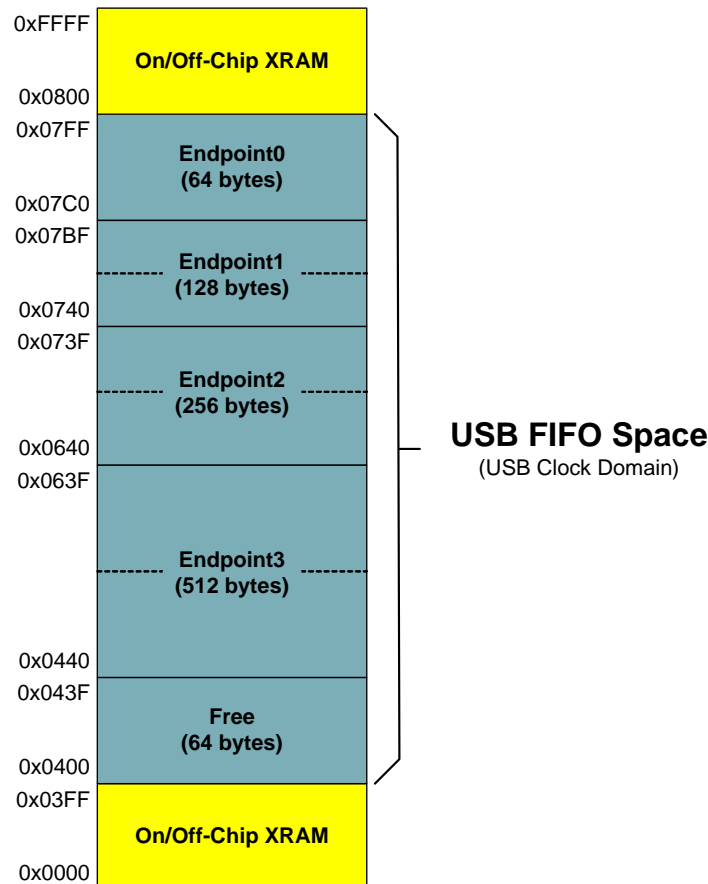 0xFFFF
On/Off-Chip XRAM
0x0800
0x07FF
Endpoint0
(64 bytes)
0x07C0
0x07BF
Endpoint1
(128 bytes)
0x0740
0x073F
Endpoint2
(256 bytes)
0x0640
0x063F
Endpoint3
(512 bytes)
0x0440
0x043F
Free
(64 bytes)
0x0400
0x03FF
On/Off-Chip XRAM
0x0000
USB FIFO Space
(USB Clock Domain)